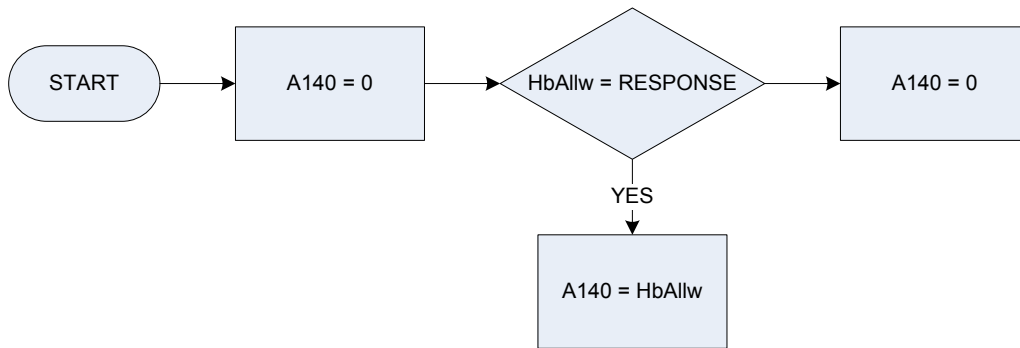 START
A140 = 0
HbAllw = RESPONSE
A140 = 0
YES
A140 = HbAllw